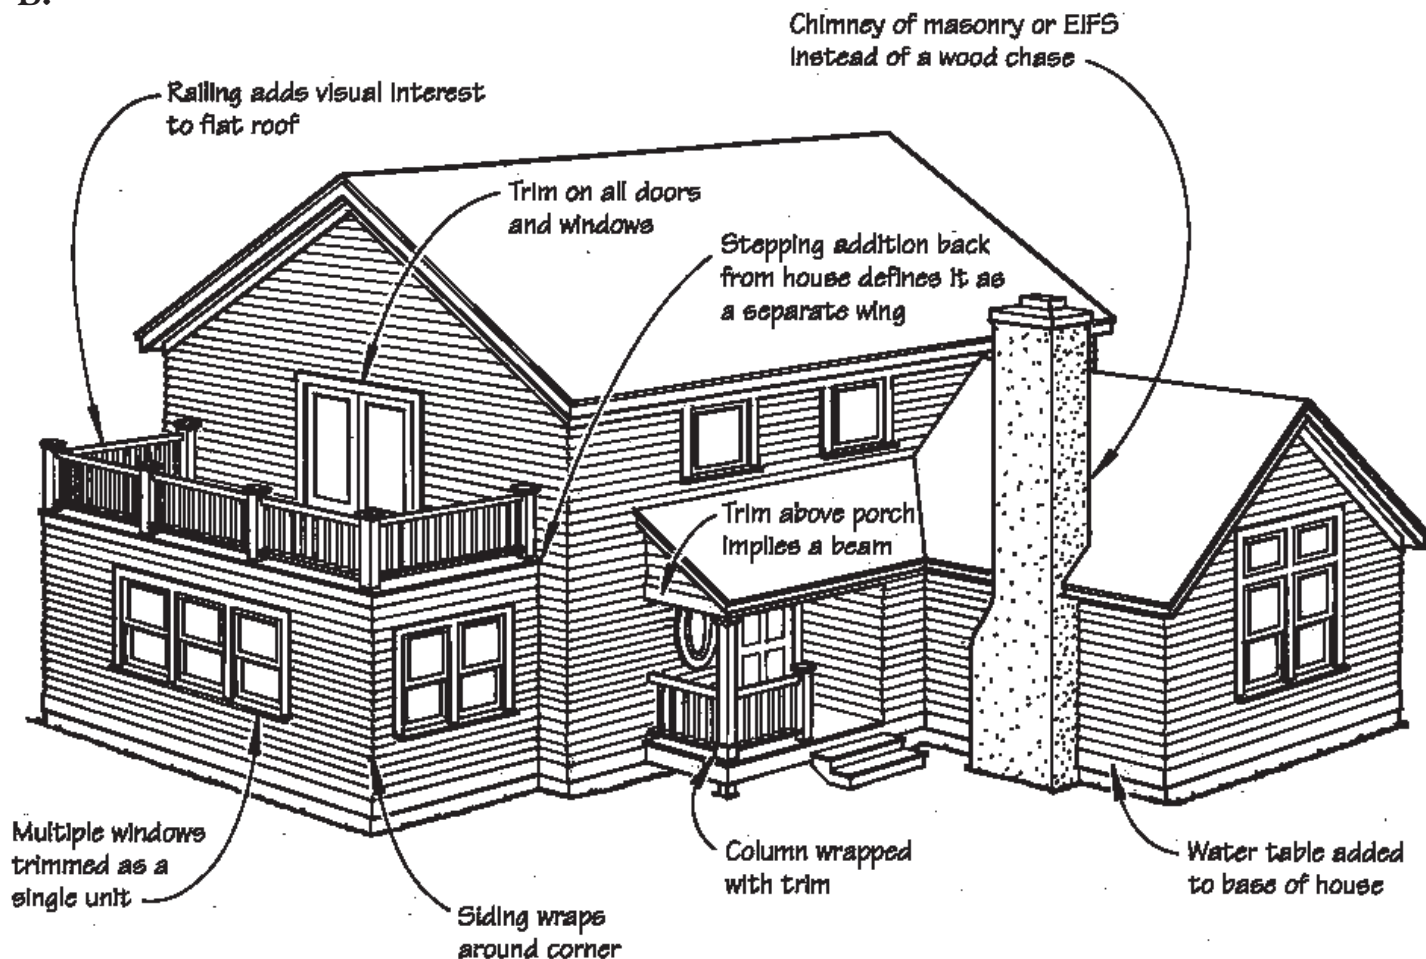 B.
Chimney of masonry or EIFS
instead of a wood chase
Railing adds visual interest
to flat roof
Trim on all doors
and windows
Stepping addition back
from house defines it as
a separate wing
Trim above porch
implies a beam
Multiple windows
trimmed as a
single unit
Siding wraps
around corner
Column wrapped
with trim
Water table added
to base of house